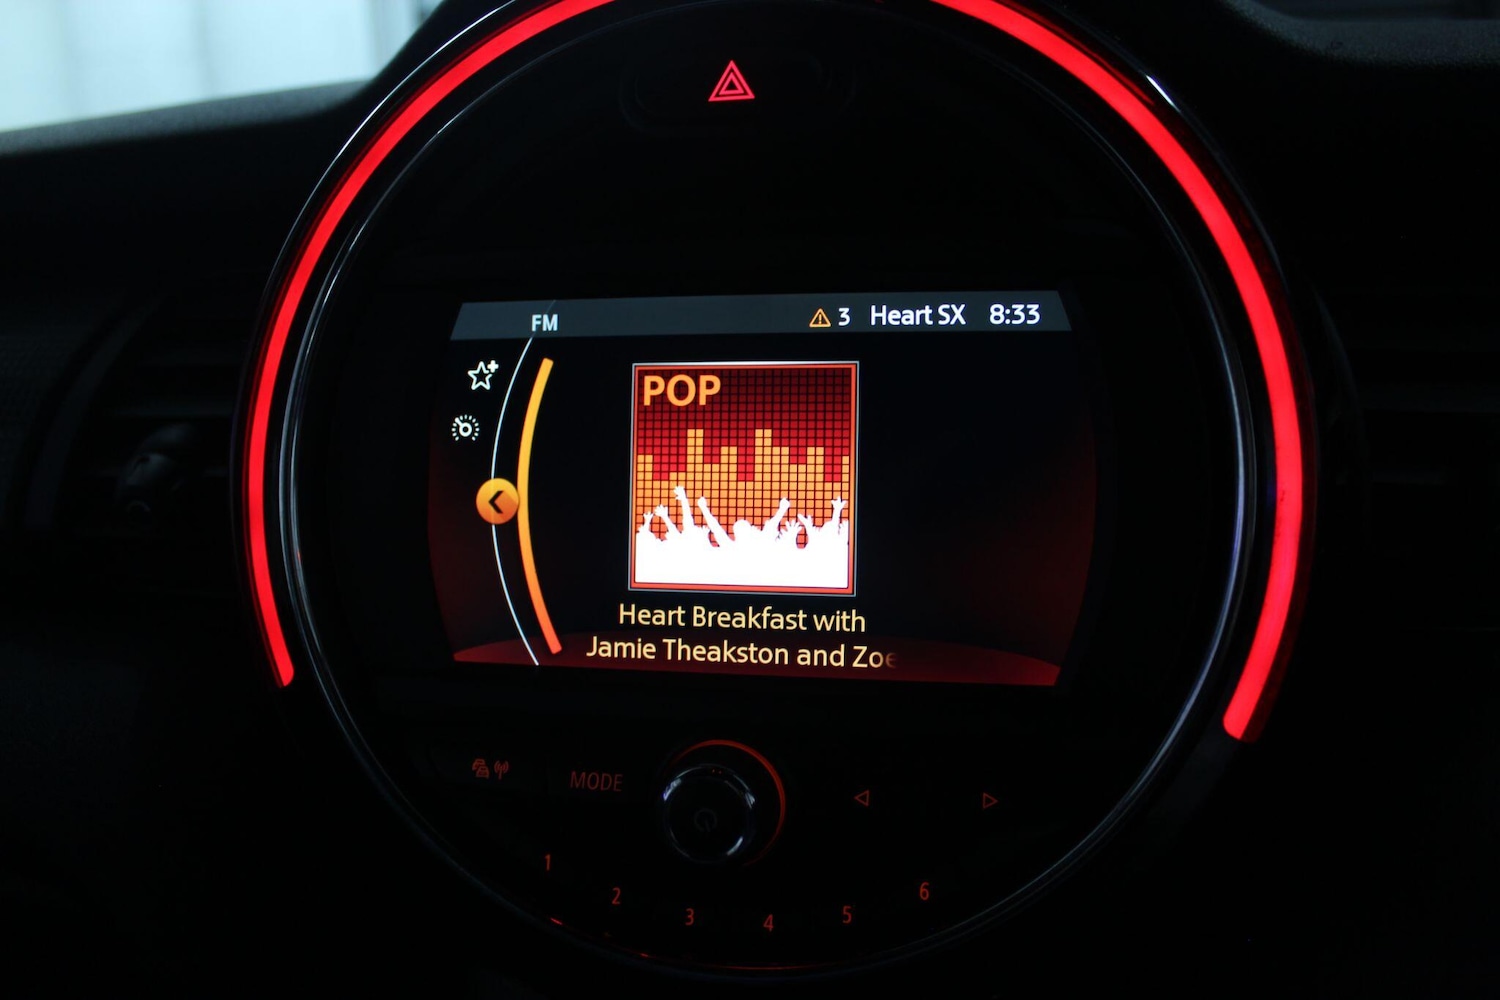 FM
3 Heart SX 8:33
POP
Heart Breakfast with
Jamie Theakston and Zoe
MODE
1 2 3 4 5 6